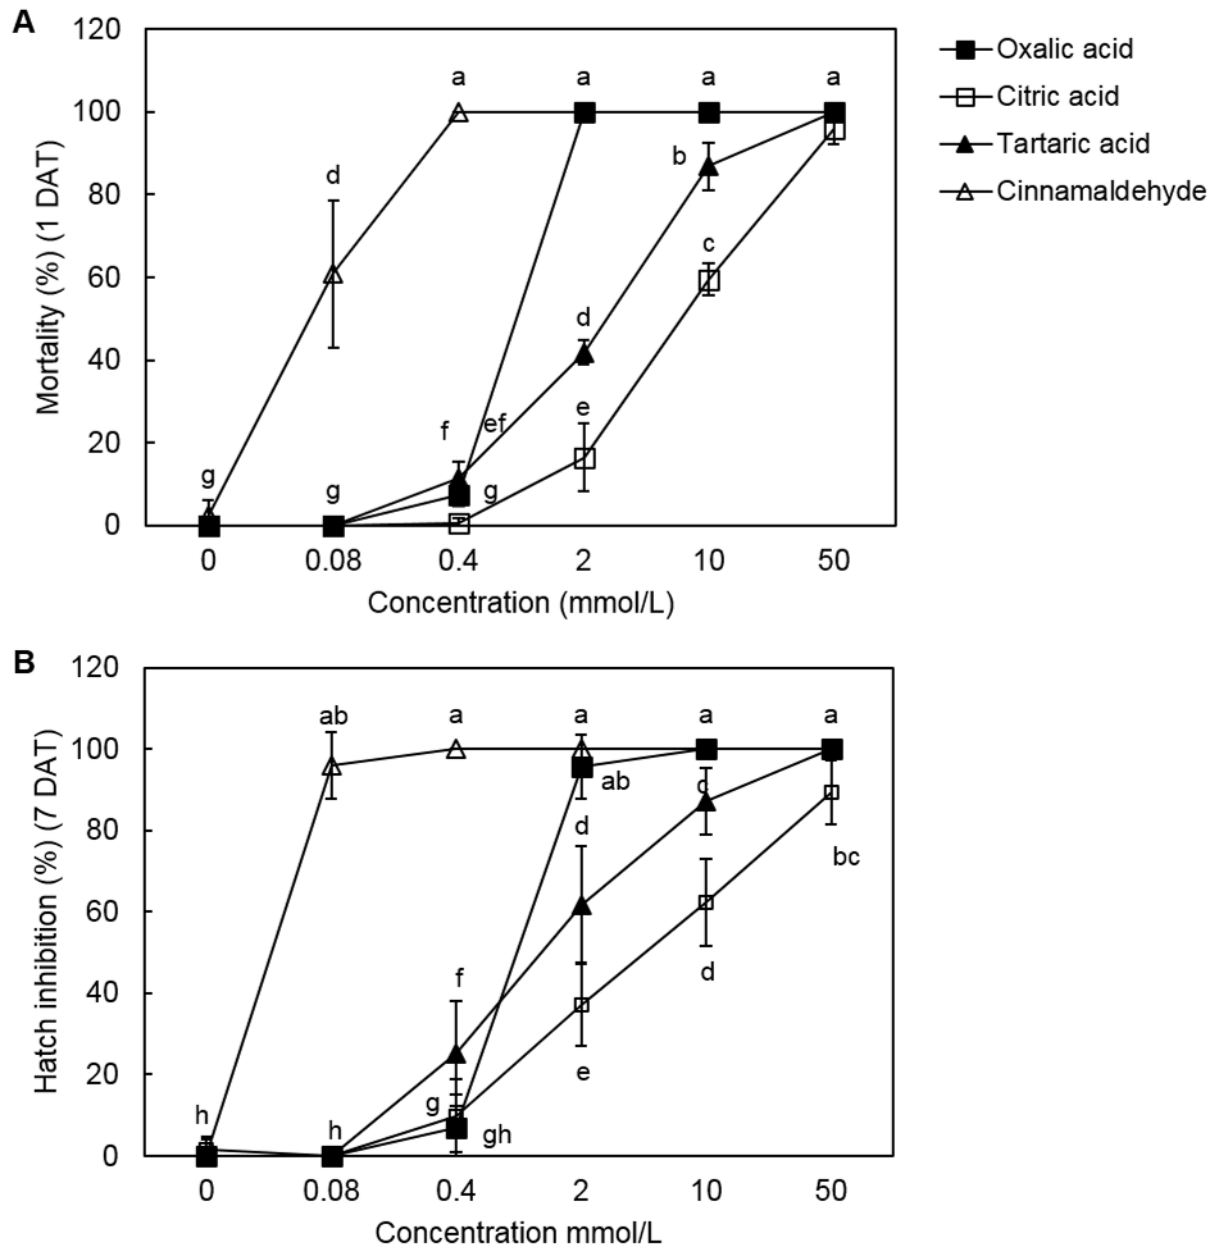 A
120
100
80
60
40
20
0
Mortality (%) (1 DAT)
a a a a
d
b
c
d
e
f ef
g g g
0 0.08 0.4 2 10 50
Concentration (mmol/L)
Oxalic acid
Citric acid
Tartaric acid
Cinnamaldehyde
B
120
100
80
60
40
20
0
Hatch inhibition (%) (7 DAT)
ab a a a a
ab
c
d
bc
f
d
e
h h g gh
0 0.08 0.4 2 10 50
Concentration mmol/L